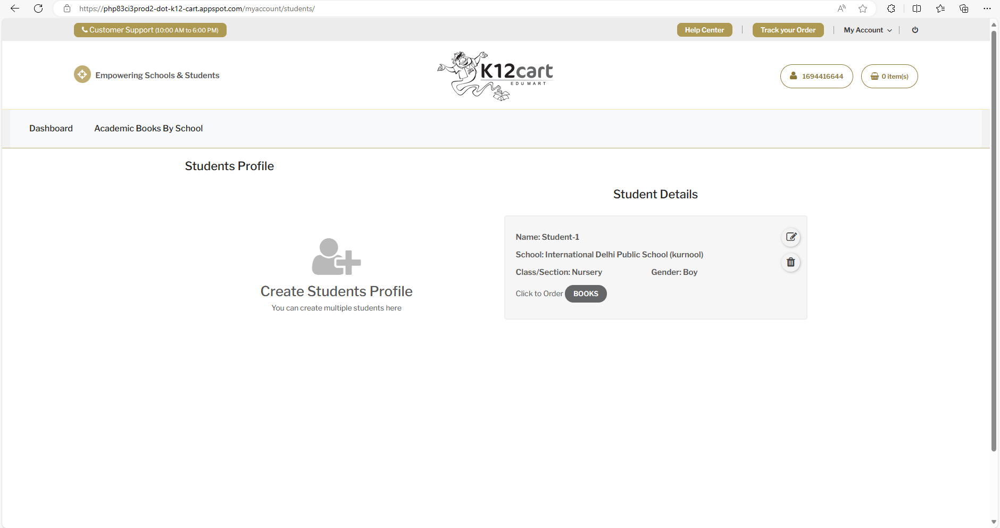 https://php83ci3prod2-dot-k12-cart.appspot.com/myaccount/students/
Customer Support (10:00 AM to 6:00 PM)
Help Center
Track your Order
My Account
Empowering Schools & Students
K12cart
EDU MART
1694416644
0 item(s)
Dashboard
Academic Books By School
Students Profile
Create Students Profile
You can create multiple students here
Student Details
Name: Student-1
School: International Delhi Public School (kurnool)
Class/Section: Nursery
Gender: Boy
Click to Order BOOKS